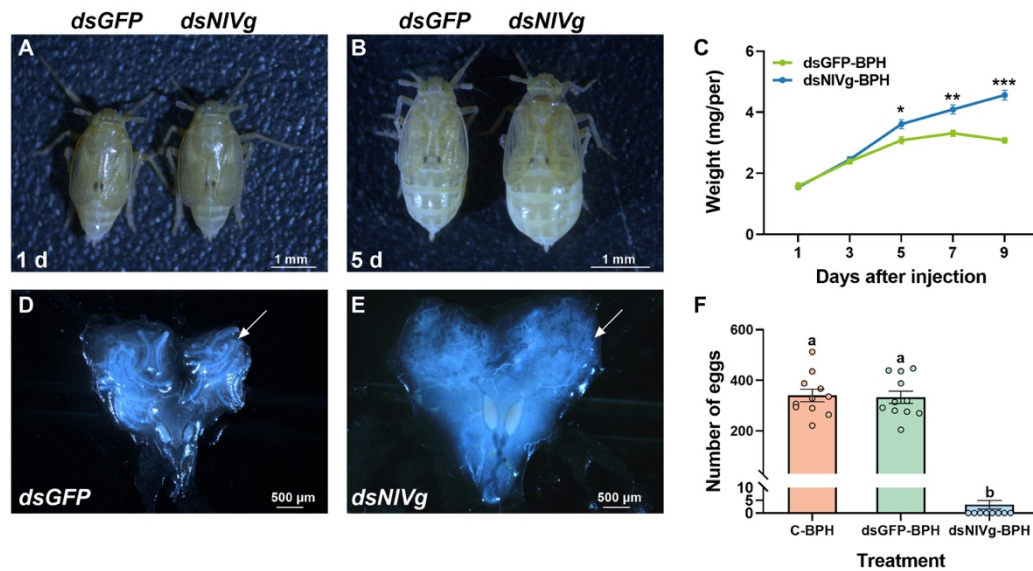 dsGFP dsNlVg dsGFP dsNlVg
A
1 d
1 mm
B
5 d
1 mm
C
dsGFP-BPH
dsNlVg-BPH
Weight (mg/per)
6
4
2
0
* ** ***
1 3 5 7 9
Days after injection
D
dsGFP
500 μm
E
dsNlVg
500 μm
F
Number of eggs
600
400
300
10
5
0
a a b
C-BPH dsGFP-BPH dsNlVg-BPH
Treatment